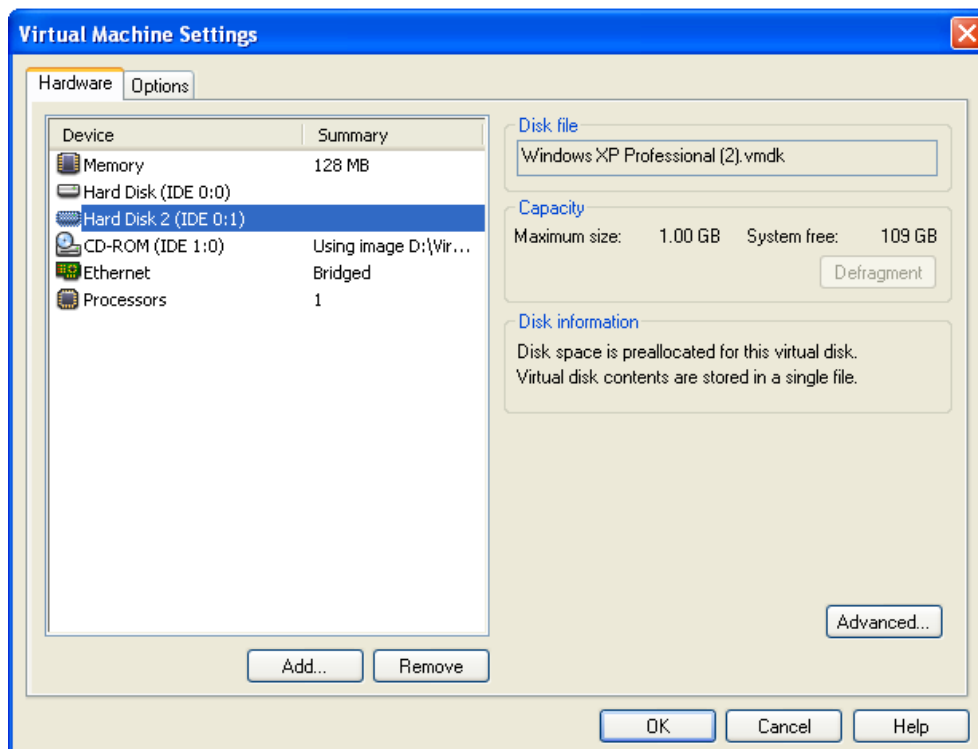 Virtual Machine Settings
Hardware Options
Device Summary
Memory 128 MB
Hard Disk (IDE 0:0)
Hard Disk 2 (IDE 0:1)
CD-ROM (IDE 1:0) Using image D:\Vir...
Ethernet Bridged
Processors 1
Add... Remove
Disk file
Windows XP Professional (2).vmdk
Capacity
Maximum size: 1.00 GB System free: 109 GB
Defragment
Disk information
Disk space is preallocated for this virtual disk.
Virtual disk contents are stored in a single file.
Advanced...
OK Cancel Help